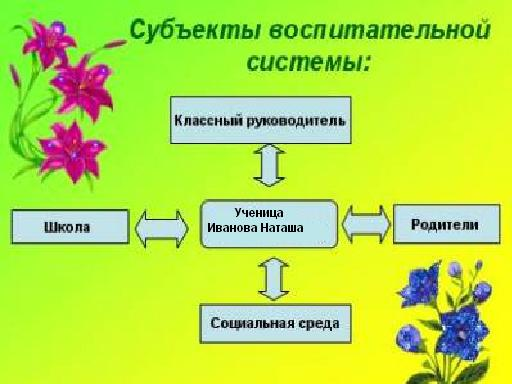 Субъекты воспитательной
системы:
Классный руководитель
Ученица
Иванова Наташа
Школа
Родители
Социальная среда